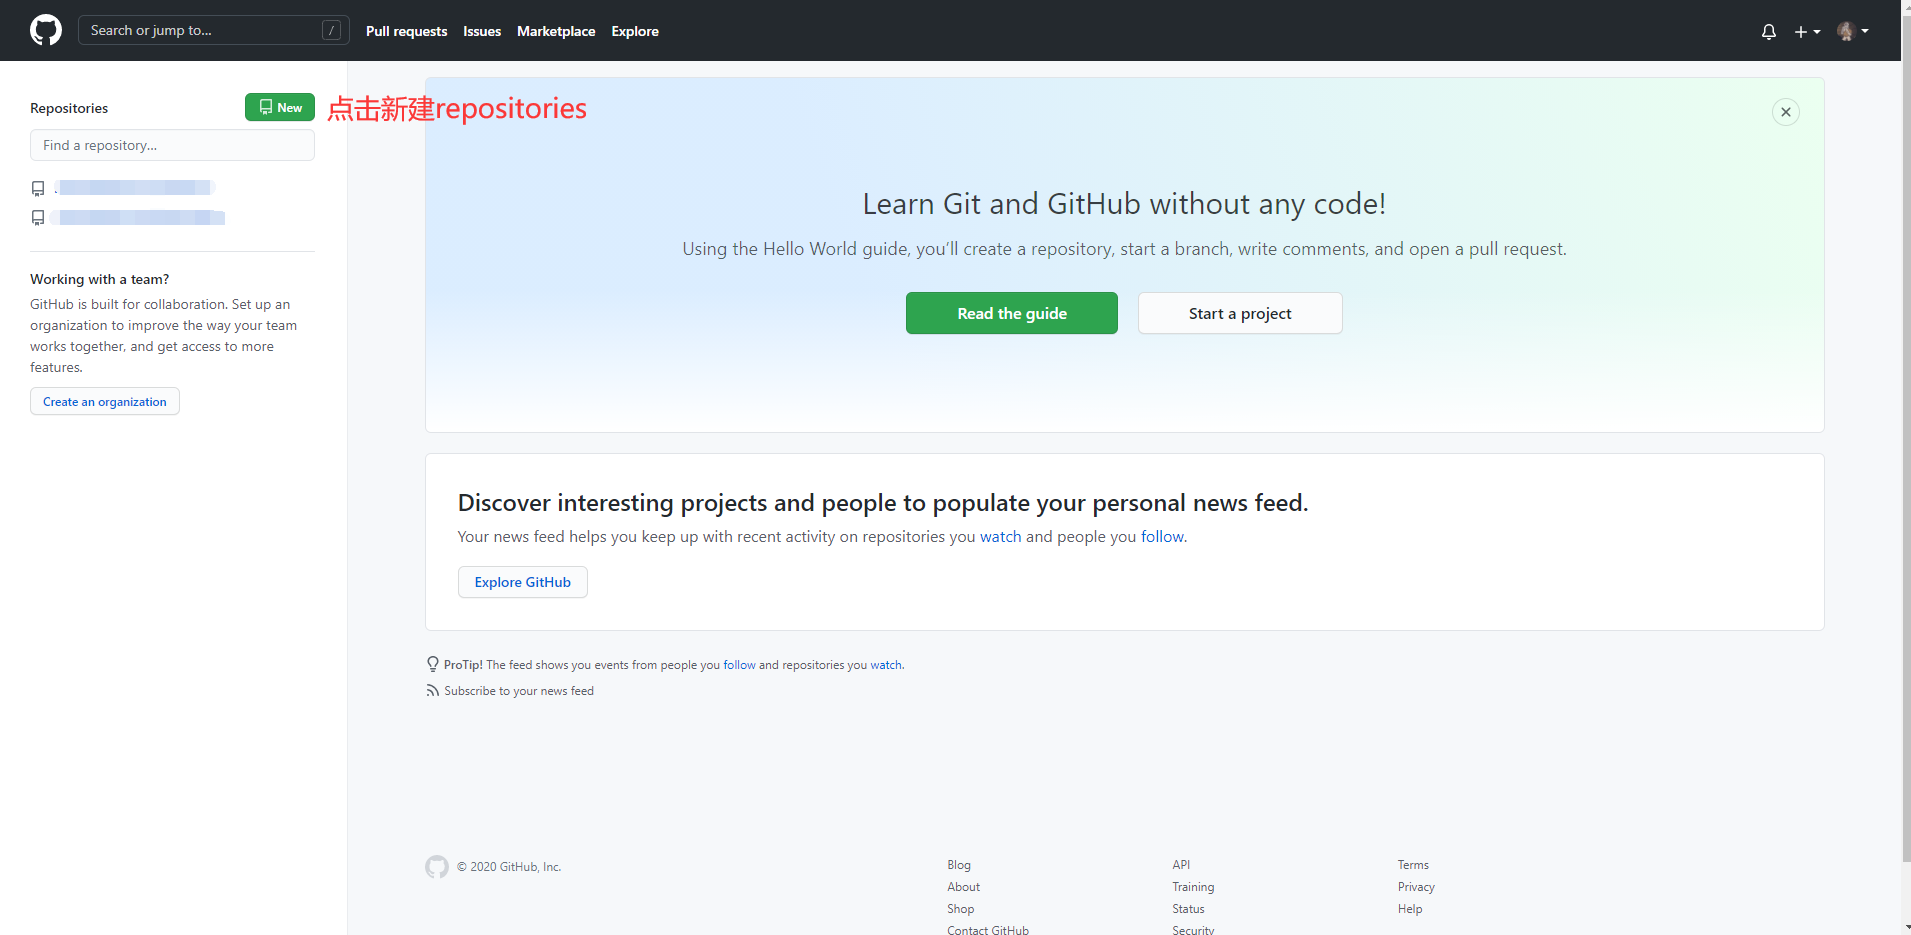 Search or jump to...
/
Pull requests
Issues
Marketplace
Explore
Repositories
New
点击新建repositories
Find a repository...
Working with a team?
GitHub is built for collaboration. Set up an
organization to improve the way your team
works together, and get access to more
features.
Create an organization
Learn Git and GitHub without any code!
Using the Hello World guide, you’ll create a repository, start a branch, write comments, and open a pull request.
Read the guide
Start a project
Discover interesting projects and people to populate your personal news feed.
Your news feed helps you keep up with recent activity on repositories you watch and people you follow.
Explore GitHub
ProTip! The feed shows you events from people you follow and repositories you watch.
Subscribe to your news feed
© 2020 GitHub, Inc.
Blog
About
Shop
Contact GitHub
API
Training
Status
Security
Terms
Privacy
Help